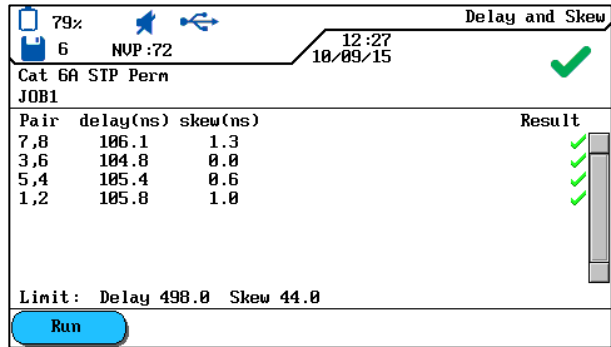 79% Delay and Skew
6 NVP:72 12:27
10/09/15
Cat 6A STP Perm
JOB1
Pair delay(ns) skew(ns) Result
7,8 106.1 1.3
3,6 104.8 0.0
5,4 105.4 0.6
1,2 105.8 1.0
Limit: Delay 498.0 Skew 44.0
Run